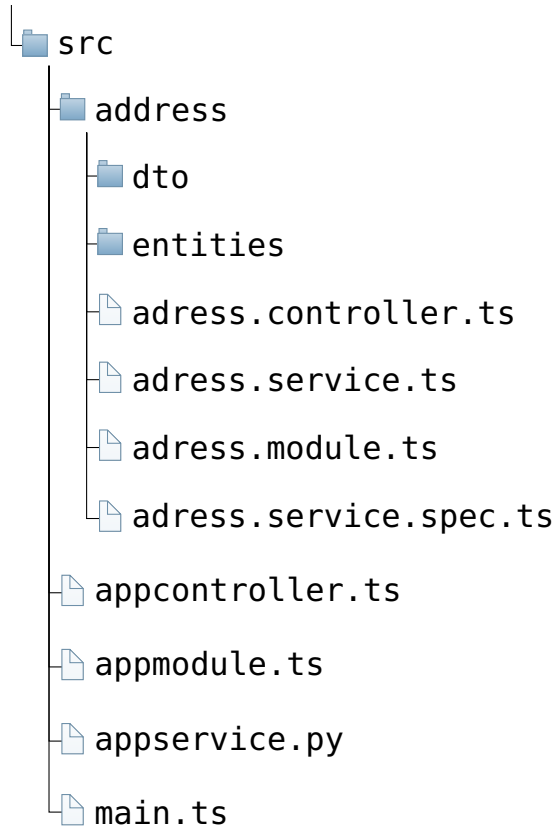 src
address
dto
entities
adress.controller.ts
adress.service.ts
adress.module.ts
adress.service.spec.ts
appcontroller.ts
appmodule.ts
appservice.py
main.ts